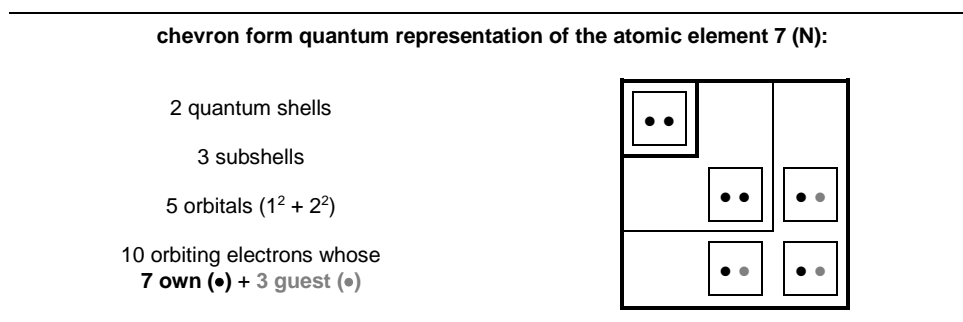 chevron form quantum representation of the atomic element 7 (N):
2 quantum shells
3 subshells
5 orbitals (1² + 2²)
10 orbiting electrons whose
7 own (●) + 3 guest (●)